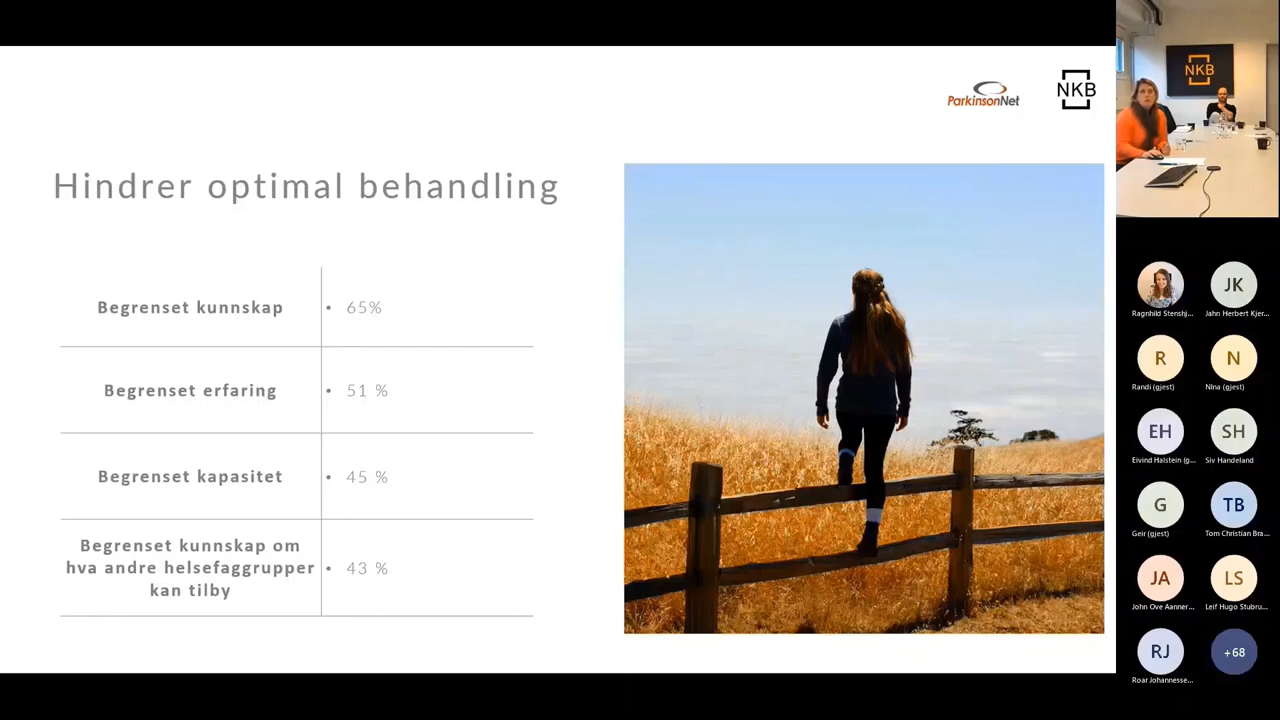 ParkinsonNet
NKB
Hindrer optimal behandling
Begrenset kunnskap
• 65%
Begrenset erfaring
• 51 %
Begrenset kapasitet
• 45 %
Begrenset kunnskap om
hva andre helsefaggrupper
kan tilby
• 43 %
NKB
Ragnhild Stenshj...
JK
Jahn Herbert Kjer...
R
Randi (gjest)
N
NIna (gjest)
EH
Eivind Halstein (g...
SH
Siv Handeland
G
Geir (gjest)
TB
Tom Christian Bra...
JA
John Ove Aanner...
LS
Leif Hugo Stubru...
RJ
Roar Johannesse...
+68